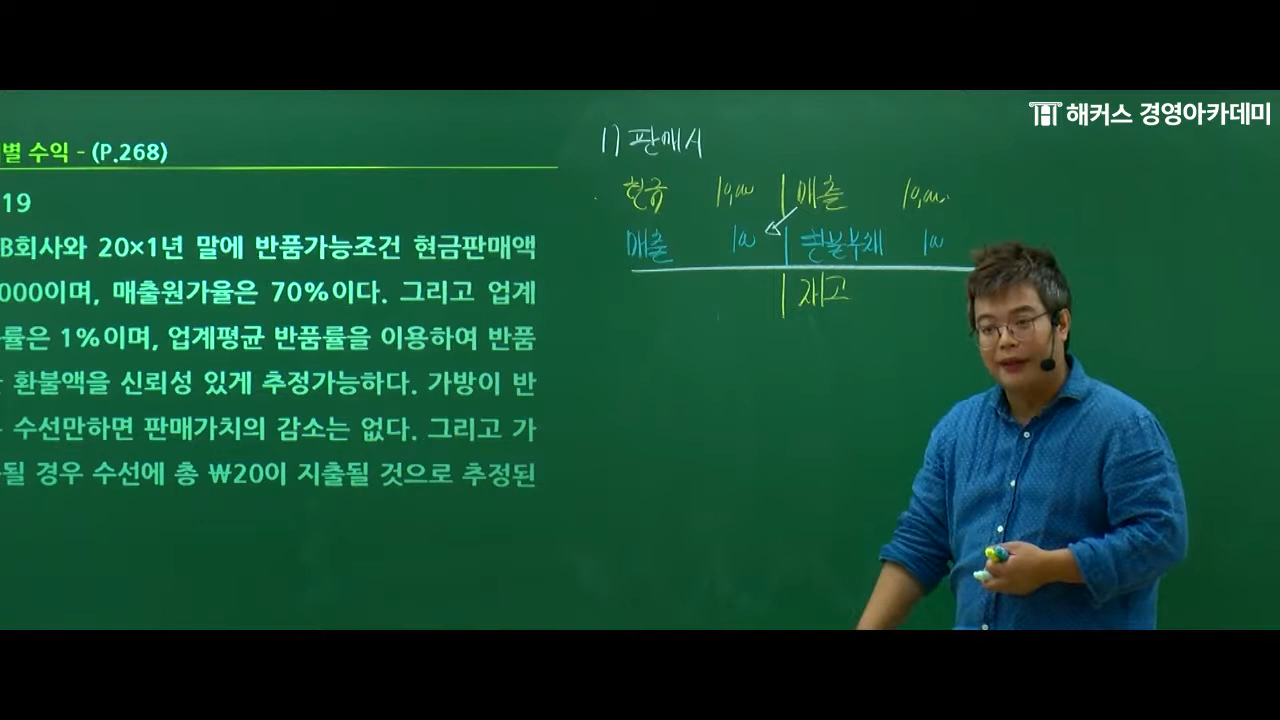 해커스 경영아카데미
별 수익 - (P.268)
19
B회사와 20×1년 말에 반품가능조건 현금판매액
000이며, 매출원가율은 70%이다. 그리고 업계
률은 1%이며, 업계평균 반품률을 이용하여 반품
환불액을 신뢰성 있게 추정가능하다. 가방이 반
수선만하면 판매가치의 감소는 없다. 그리고 가
될 경우 수선에 총 ₩20이 지출될 것으로 추정된
1) 판매시
현금 10,000 매출 10,000
매출 100 환불부채 100
재고